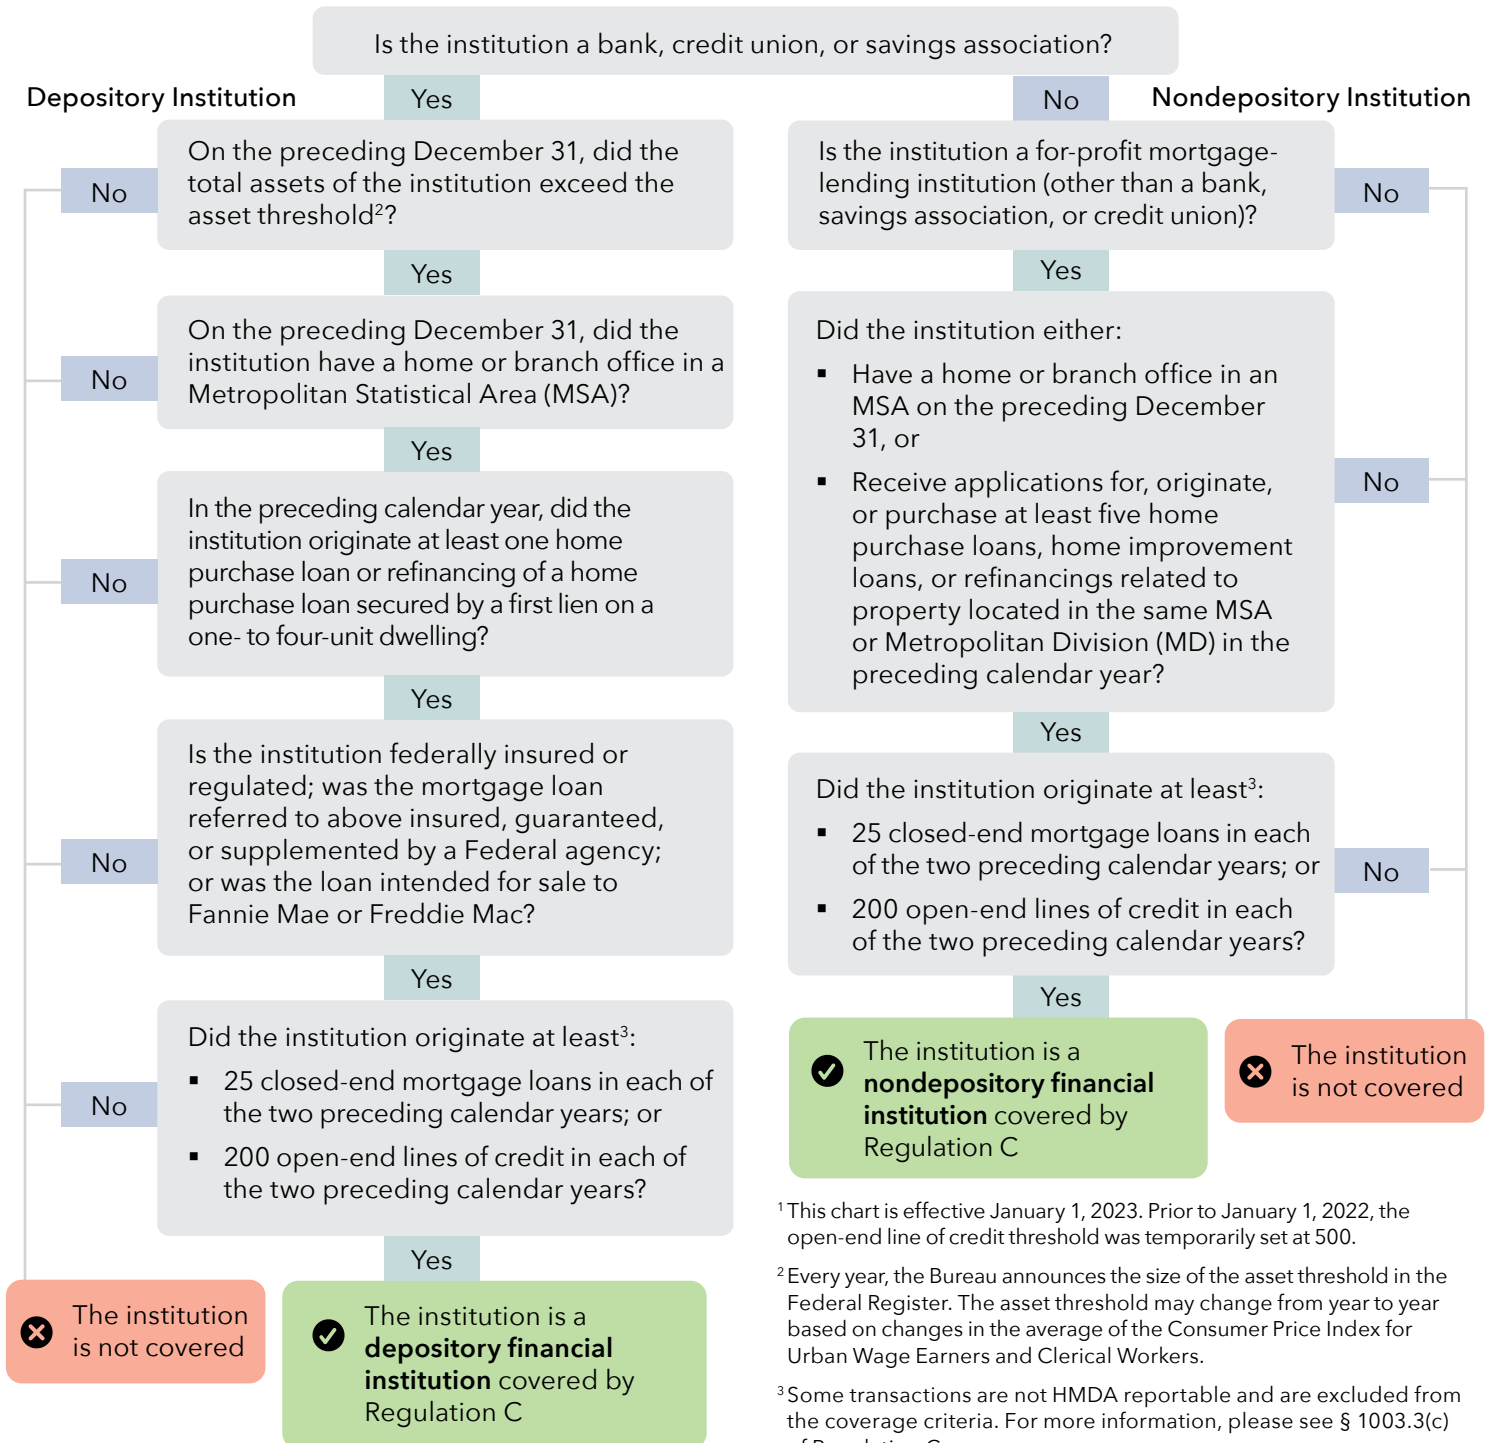 Is the institution a bank, credit union, or savings association?
Depository Institution
Yes
On the preceding December 31, did the
total assets of the institution exceed the
asset threshold²?
No
Yes
On the preceding December 31, did the
institution have a home or branch office in a
Metropolitan Statistical Area (MSA)?
No
Yes
In the preceding calendar year, did the
institution originate at least one home
purchase loan or refinancing of a home
purchase loan secured by a first lien on a
one- to four-unit dwelling?
No
Yes
Is the institution federally insured or
regulated; was the mortgage loan
referred to above insured, guaranteed,
or supplemented by a Federal agency;
or was the loan intended for sale to
Fannie Mae or Freddie Mac?
No
Yes
Did the institution originate at least³:
▪ 25 closed-end mortgage loans in each of
the two preceding calendar years; or
▪ 200 open-end lines of credit in each of
the two preceding calendar years?
No
Yes
The institution
is not covered
The institution is a
depository financial
institution covered by
Regulation C
No
Nondepository Institution
Is the institution a for-profit mortgage-
lending institution (other than a bank,
savings association, or credit union)?
No
Yes
Did the institution either:
▪ Have a home or branch office in an
MSA on the preceding December
31, or
▪ Receive applications for, originate,
or purchase at least five home
purchase loans, home improvement
loans, or refinancings related to
property located in the same MSA
or Metropolitan Division (MD) in the
preceding calendar year?
No
Yes
Did the institution originate at least³:
▪ 25 closed-end mortgage loans in each
of the two preceding calendar years; or
▪ 200 open-end lines of credit in each
of the two preceding calendar years?
No
Yes
The institution is a
nondepository financial
institution covered by
Regulation C
The institution
is not covered
¹ This chart is effective January 1, 2023. Prior to January 1, 2022, the
open-end line of credit threshold was temporarily set at 500.
² Every year, the Bureau announces the size of the asset threshold in the
Federal Register. The asset threshold may change from year to year
based on changes in the average of the Consumer Price Index for
Urban Wage Earners and Clerical Workers.
³ Some transactions are not HMDA reportable and are excluded from
the coverage criteria. For more information, please see § 1003.3(c)